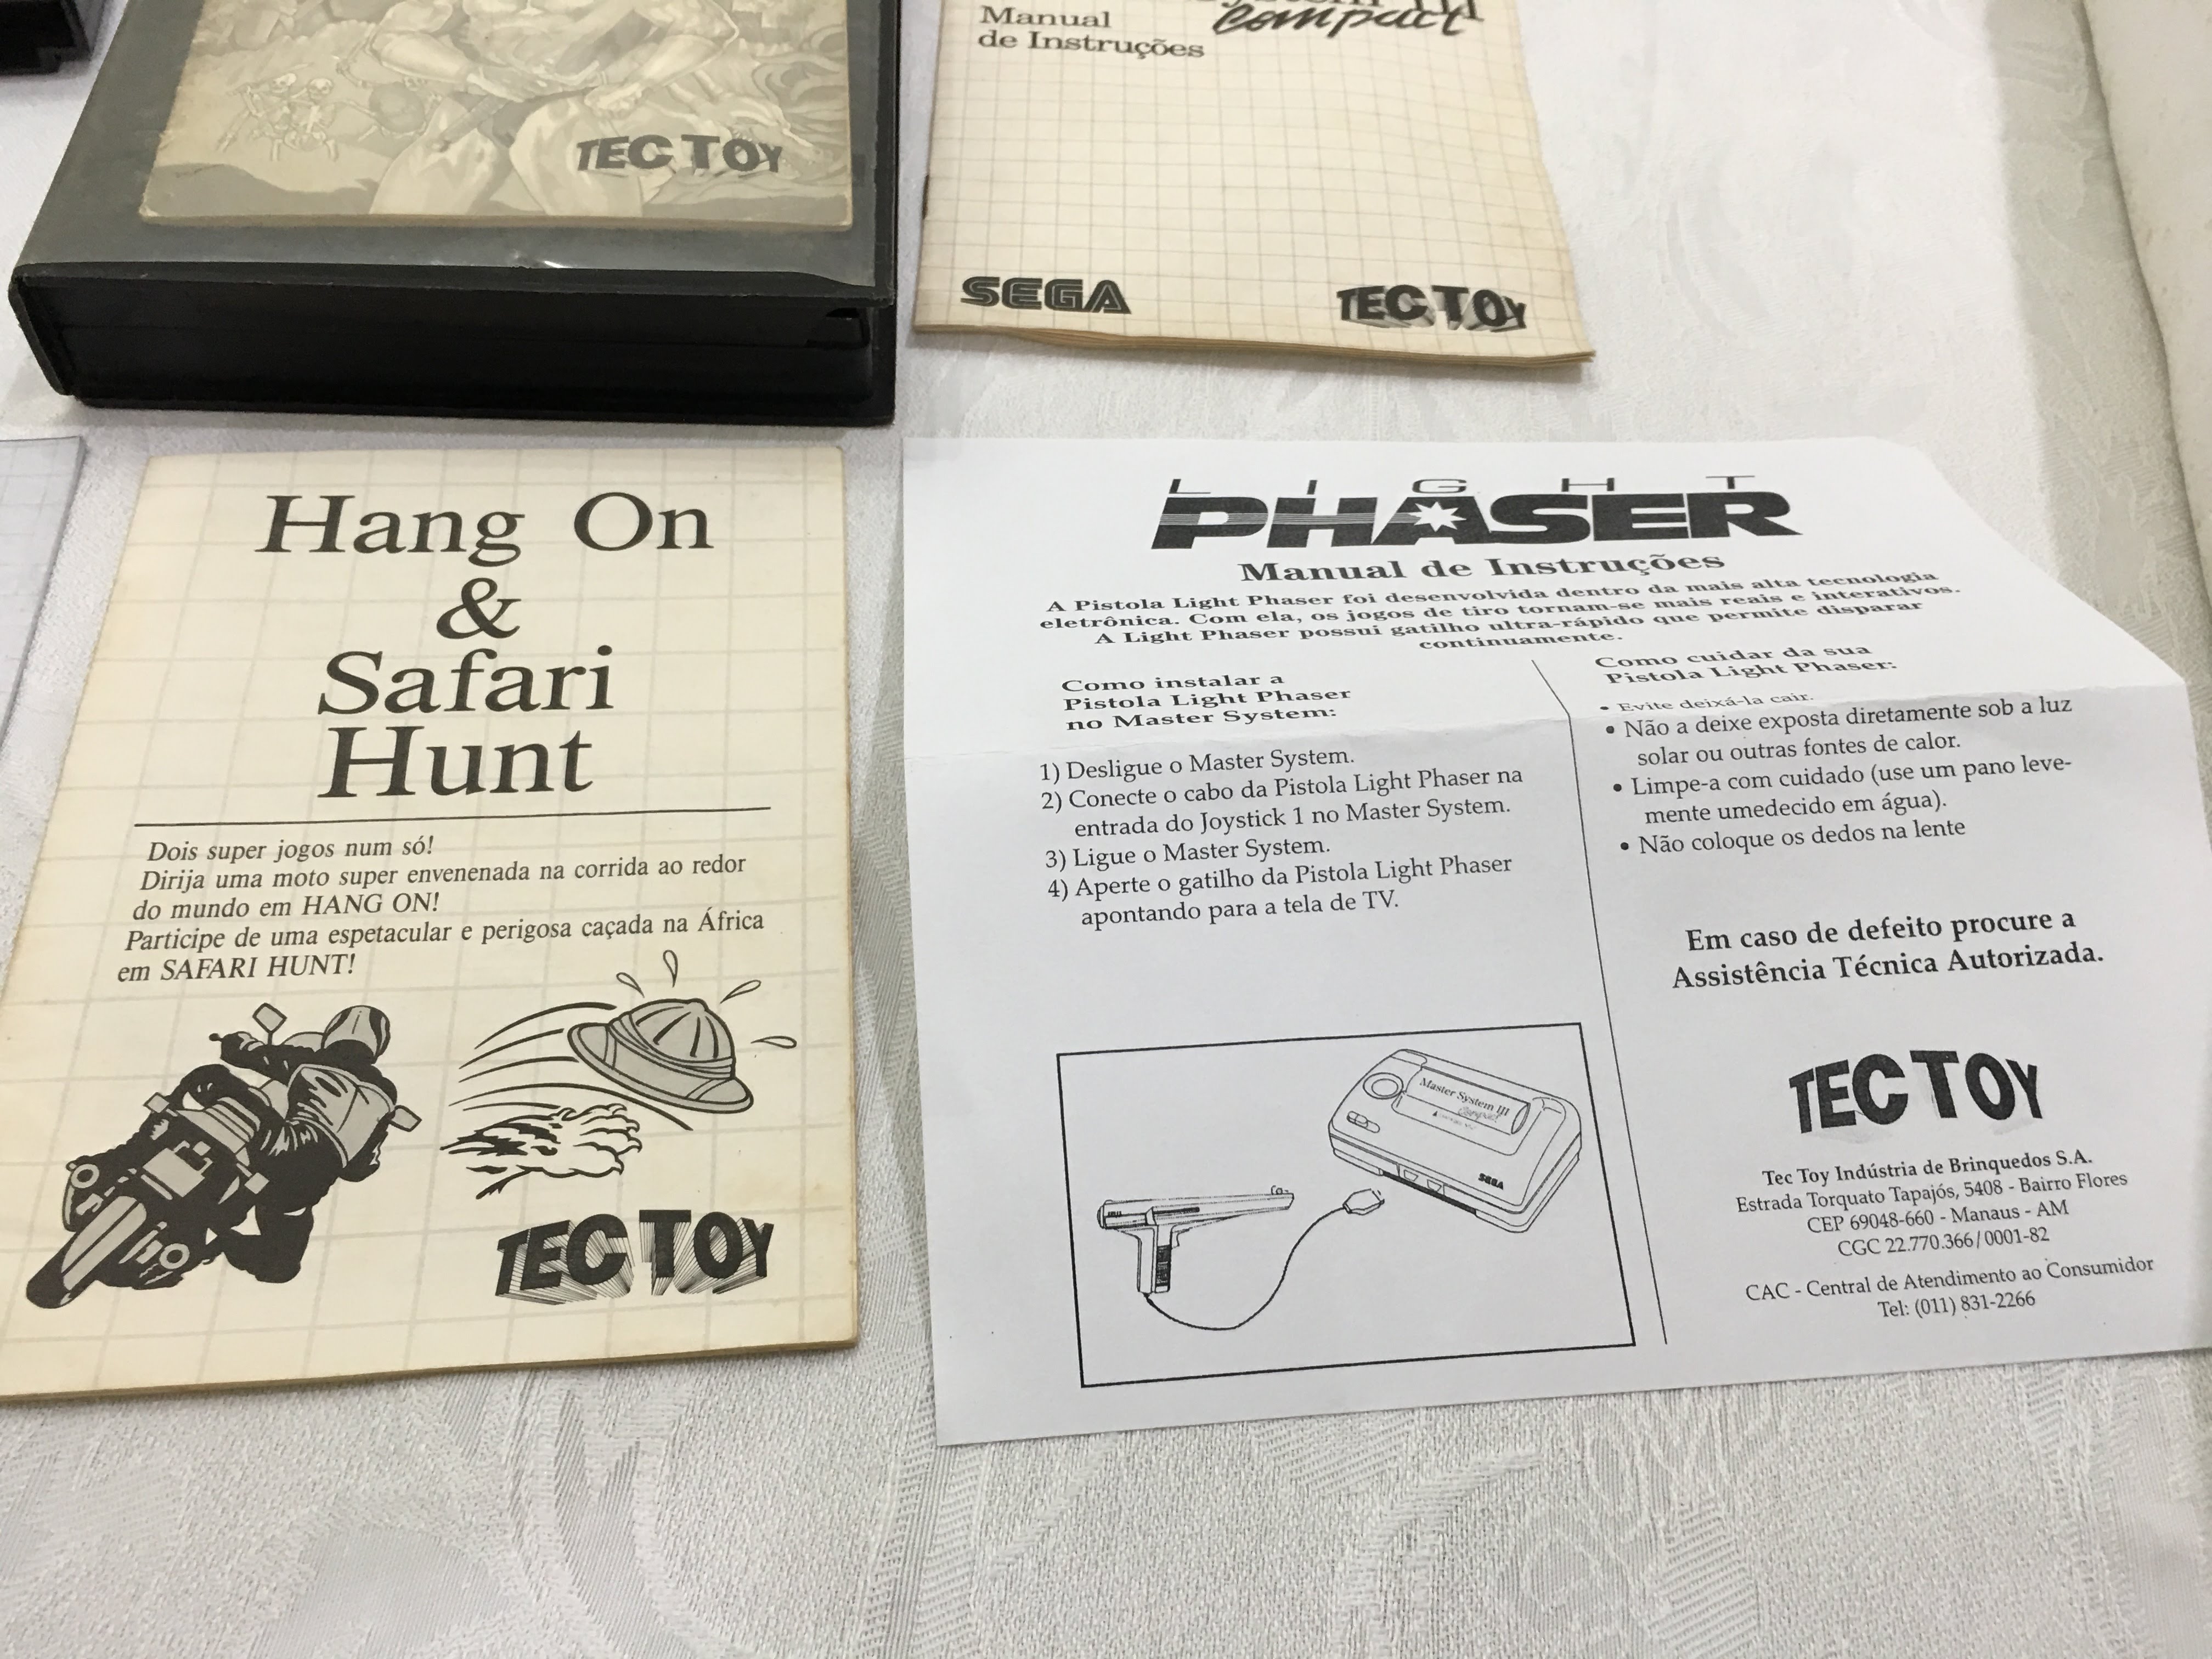 TEC TOY
Manual
de Instruções
Compact
SEGA
TEC TOY
Hang On
&
Safari
Hunt
Dois super jogos num só!
Dirija uma moto super envenenada na corrida ao redor
do mundo em HANG ON!
Participe de uma espetacular e perigosa caçada na África
em SAFARI HUNT!
TEC TOY
LIGHT
PHASER
Manual de Instruções
A Pistola Light Phaser foi desenvolvida dentro da mais alta tecnologia
eletrônica. Com ela, os jogos de tiro tornam-se mais reais e interativos.
A Light Phaser possui gatilho ultra-rápido que permite disparar
continuamente.
Como instalar a
Pistola Light Phaser
no Master System:
1) Desligue o Master System.
2) Conecte o cabo da Pistola Light Phaser na
entrada do Joystick 1 no Master System.
3) Ligue o Master System.
4) Aperte o gatilho da Pistola Light Phaser
apontando para a tela de TV.
Master System III
Compact
SEGA
Como cuidar da sua
Pistola Light Phaser:
• Evite deixá-la cair.
• Não a deixe exposta diretamente sob a luz
solar ou outras fontes de calor.
• Limpe-a com cuidado (use um pano leve-
mente umedecido em água).
• Não coloque os dedos na lente
Em caso de defeito procure a
Assistência Técnica Autorizada.
TEC TOY
Tec Toy Indústria de Brinquedos S.A.
Estrada Torquato Tapajós, 5408 - Bairro Flores
CEP 69048-660 - Manaus - AM
CGC 22.770.366/0001-82
CAC - Central de Atendimento ao Consumidor
Tel: (011) 831-2266